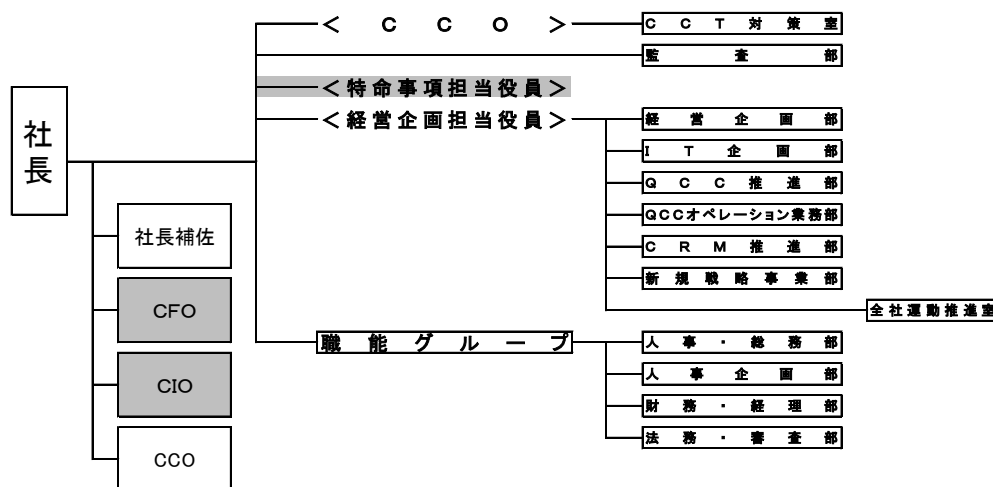 ＜ＣＣＯ＞
ＣＣＴ対策室
監査部
＜特命事項担当役員＞
社長
＜経営企画担当役員＞
経営企画部
ＩＴ企画部
ＱＣＣ推進部
社長補佐
ＱＣＣオペレーション業務部
ＣＲＭ推進部
新規戦略事業部
CFO
全社運動推進室
職能グループ
人事・総務部
人事企画部
CIO
財務・経理部
法務・審査部
CCO